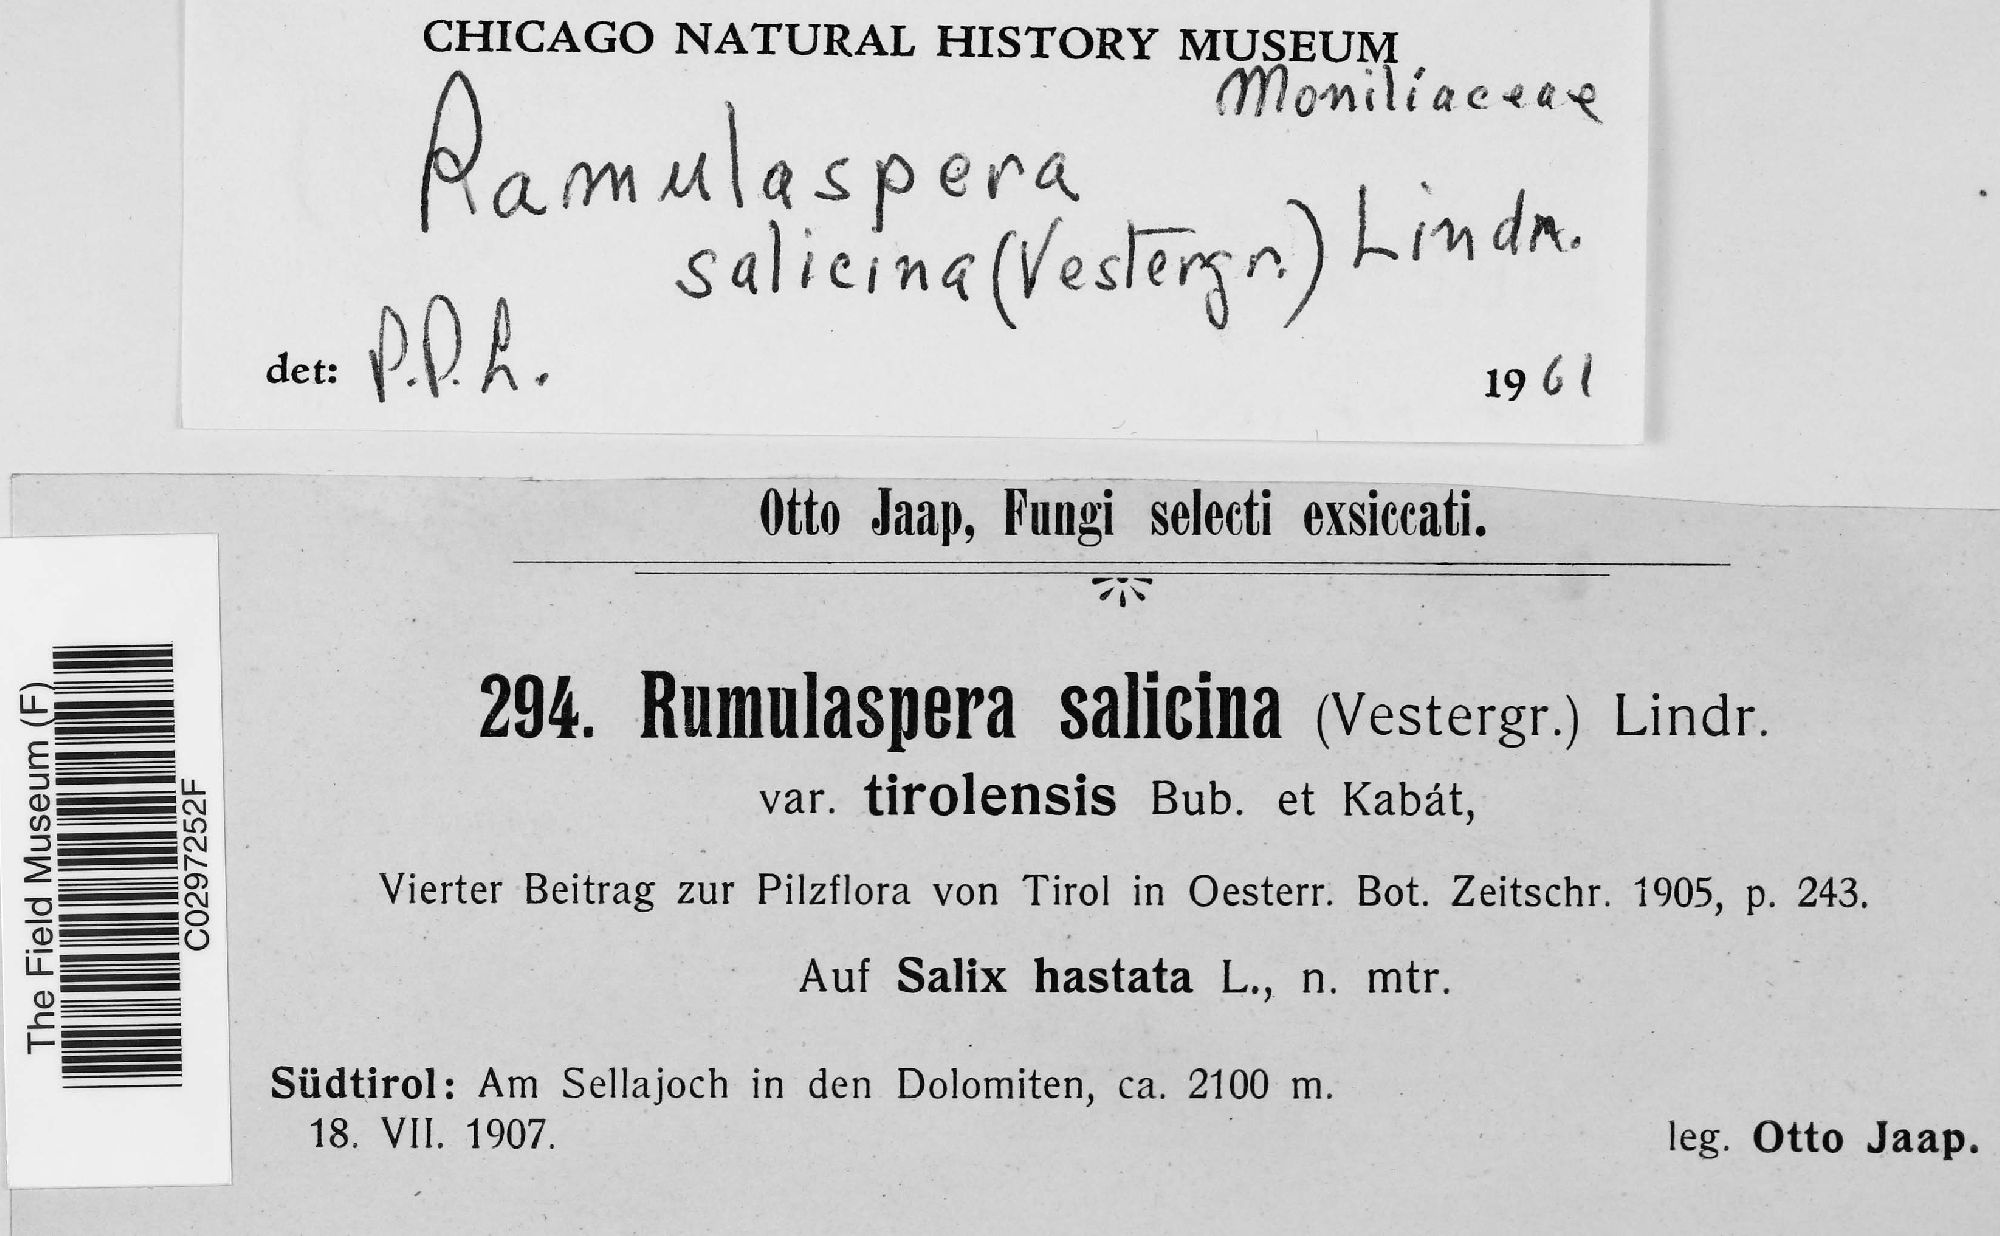 CHICAGO NATURAL HISTORY MUSEUM
Moniliaceae
Ramulaspera
salicina (Vestergr.) Lindr.
det: P.P.L. 1961
Otto Jaap, Fungi selecti exsiccati.
294. Rumulaspera salicina (Vestergr.) Lindr.
var. tirolensis Bub. et Kabát,
Vierter Beitrag zur Pilzflora von Tirol in Oesterr. Bot. Zeitschr. 1905, p. 243.
Auf Salix hastata L., n. mtr.
Südtirol: Am Sellajoch in den Dolomiten, ca. 2100 m.
18. VII. 1907.
leg. Otto Jaap.
The Field Museum (F)
C0297252F